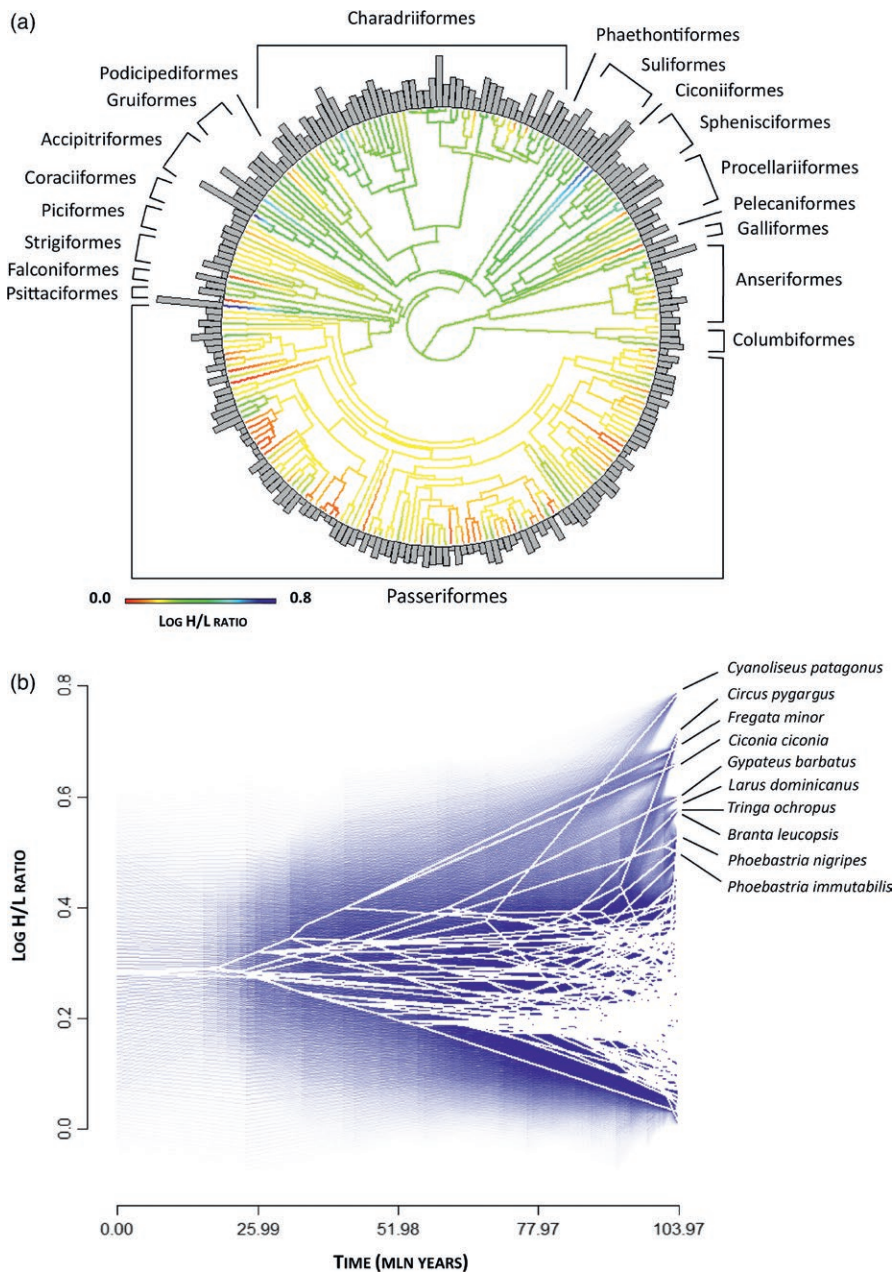 (a)
Charadriiformes
Phaethontiformes
Suliformes
Ciconiiformes
Sphenisciformes
Procellariiformes
Pelecaniformes
Galliformes
Anseriformes
Columbiformes
Podicipediformes
Gruiformes
Accipitriformes
Coraciiformes
Piciformes
Strigiformes
Falconiformes
Psittaciformes
Passeriformes
0.0 0.8
LOG H/L RATIO
(b)
Cyanoliseus patagonus
Circus pygargus
Fregata minor
Ciconia ciconia
Gypateus barbatus
Larus dominicanus
Tringa ochropus
Branta leucopsis
Phoebastria nigripes
Phoebastria immutabilis
LOG H/L RATIO
0.8
0.6
0.4
0.2
0.0
0.00 25.99 51.98 77.97 103.97
TIME (MLN YEARS)